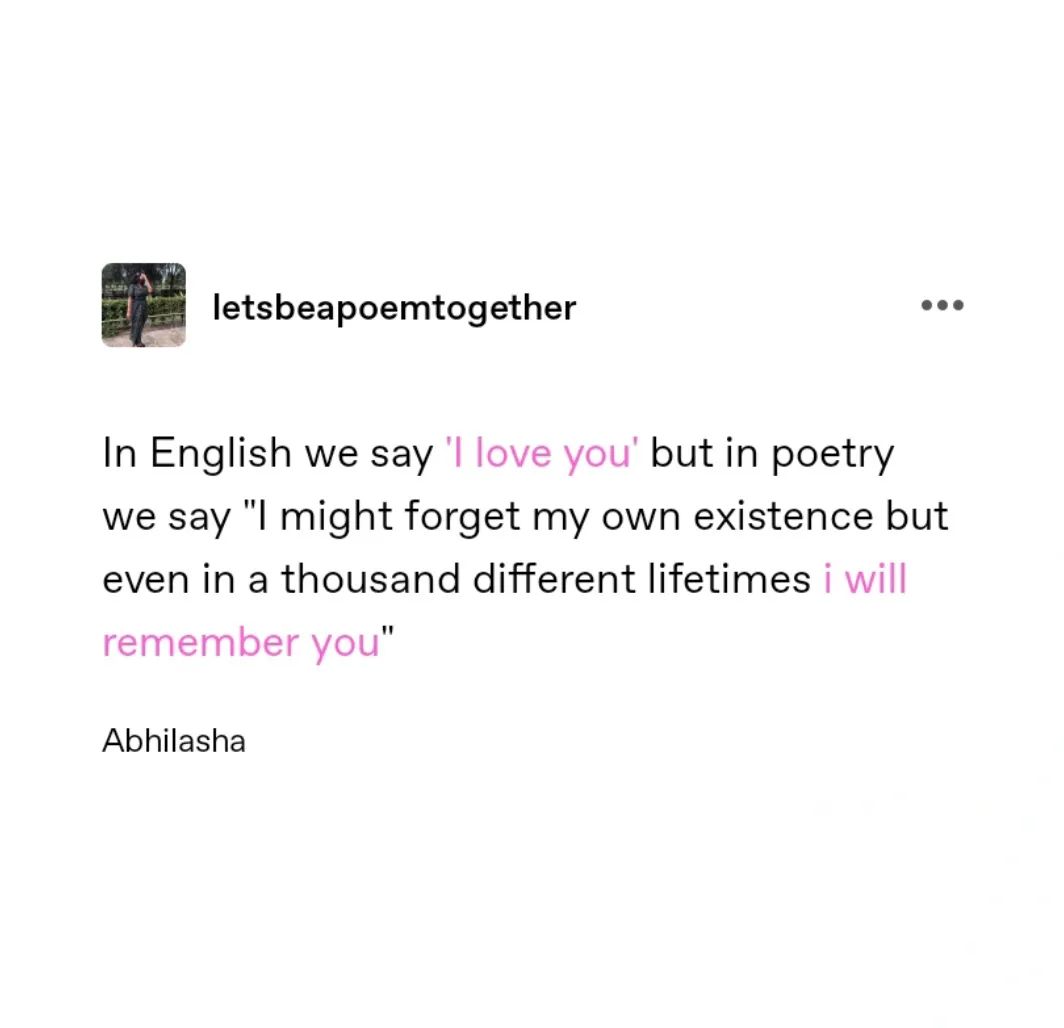 letsbeapoemtogether
In English we say 'I love you' but in poetry
we say "I might forget my own existence but
even in a thousand different lifetimes i will
remember you"
Abhilasha